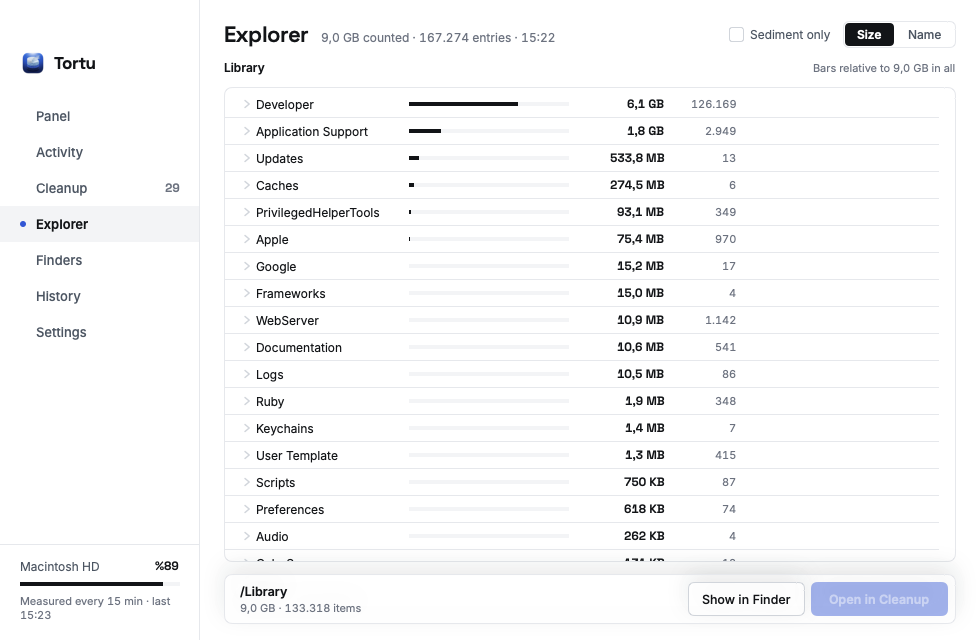 Tortu
Panel
Activity
Cleanup 29
Explorer
Finders
History
Settings
Macintosh HD %89
Measured every 15 min · last
15:23
Explorer 9,0 GB counted · 167.274 entries · 15:22
Sediment only Size Name
Library Bars relative to 9,0 GB in all
Developer 6,1 GB 126.169
Application Support 1,8 GB 2.949
Updates 533,8 MB 13
Caches 274,5 MB 6
PrivilegedHelperTools 93,1 MB 349
Apple 75,4 MB 970
Google 15,2 MB 17
Frameworks 15,0 MB 4
WebServer 10,9 MB 1.142
Documentation 10,6 MB 541
Logs 10,5 MB 86
Ruby 1,9 MB 348
Keychains 1,4 MB 7
User Template 1,3 MB 415
Scripts 750 KB 87
Preferences 618 KB 74
Audio 262 KB 4
/Library
9,0 GB · 133.318 items
Show in Finder Open in Cleanup